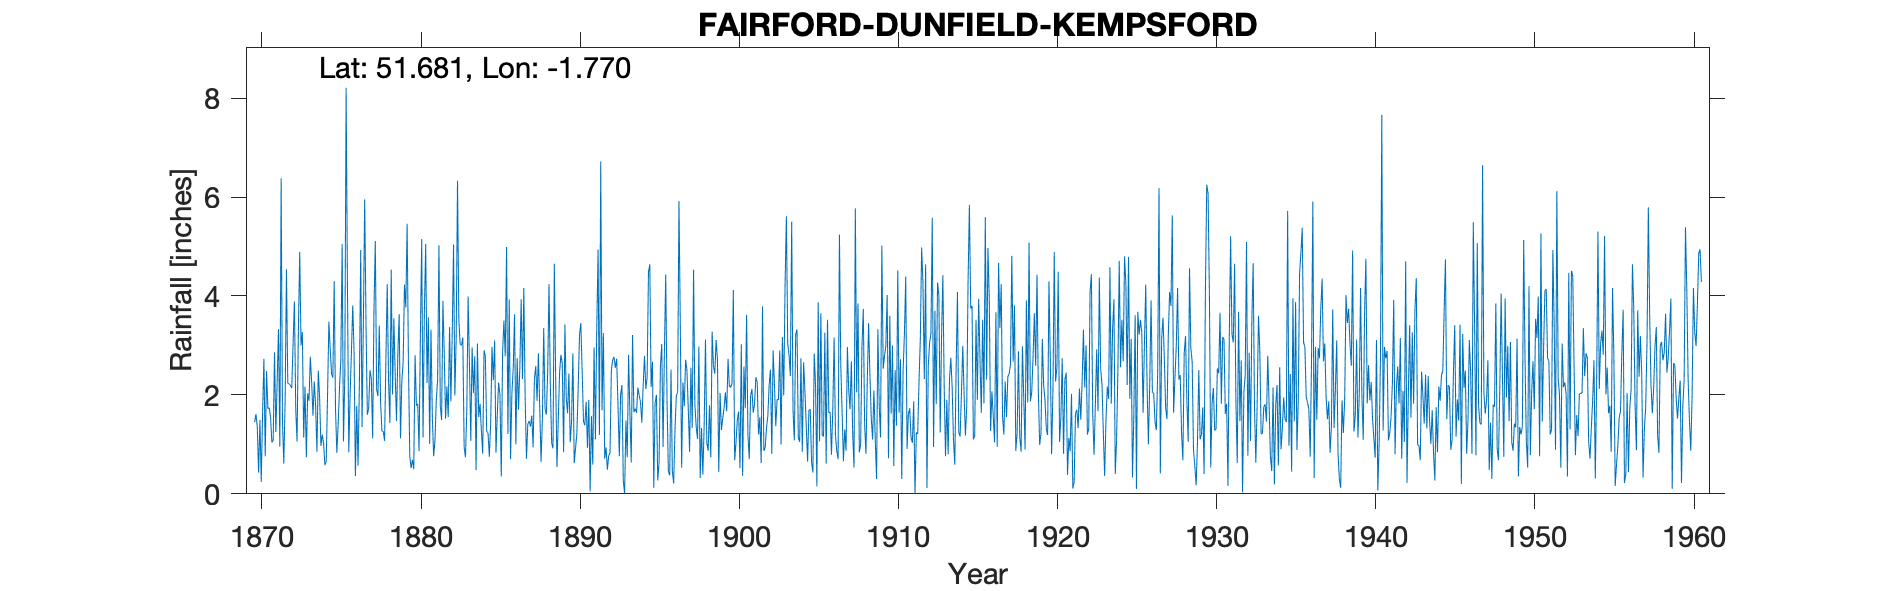 FAIRFORD-DUNFIELD-KEMPSFORD
Lat: 51.681, Lon: -1.770
Rainfall [inches]
8
6
4
2
0
1870 1880 1890 1900 1910 1920 1930 1940 1950 1960
Year